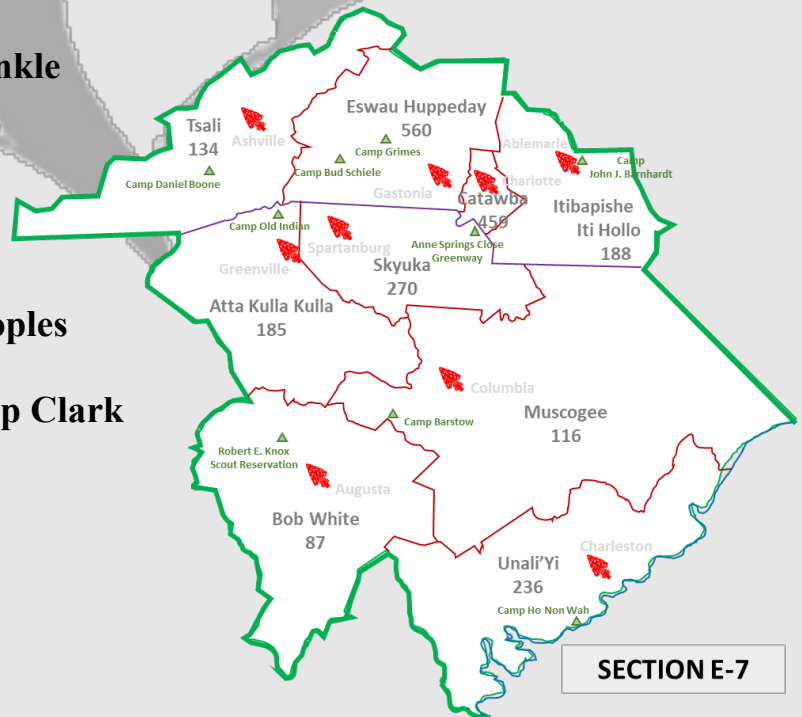 nkle
Eswau Huppeday
560
Tsali
134
Ashville
Camp Grimes
Camp Bud Schiele
Camp Daniel Boone
Gastonia
Ablemarle
Camp
John J. Barnhardt
Charlotte
Catawba
459
Itibapishe
Iti Hollo
188
Camp Old Indian
Spartanburg
Anne Springs Close
Greenway
Greenville
Skyuka
270
Atta Kulla Kulla
185
oples
p Clark
Columbia
Muscogee
116
Camp Barstow
Robert E. Knox
Scout Reservation
Augusta
Bob White
87
Charleston
Unali’Yi
236
Camp Ho Non Wah
SECTION E-7